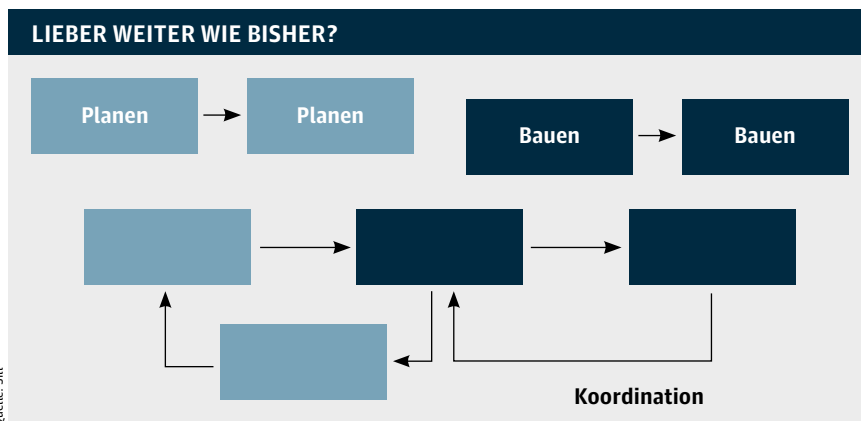 LIEBER WEITER WIE BISHER?
Planen
Planen
Bauen
Bauen
Koordination